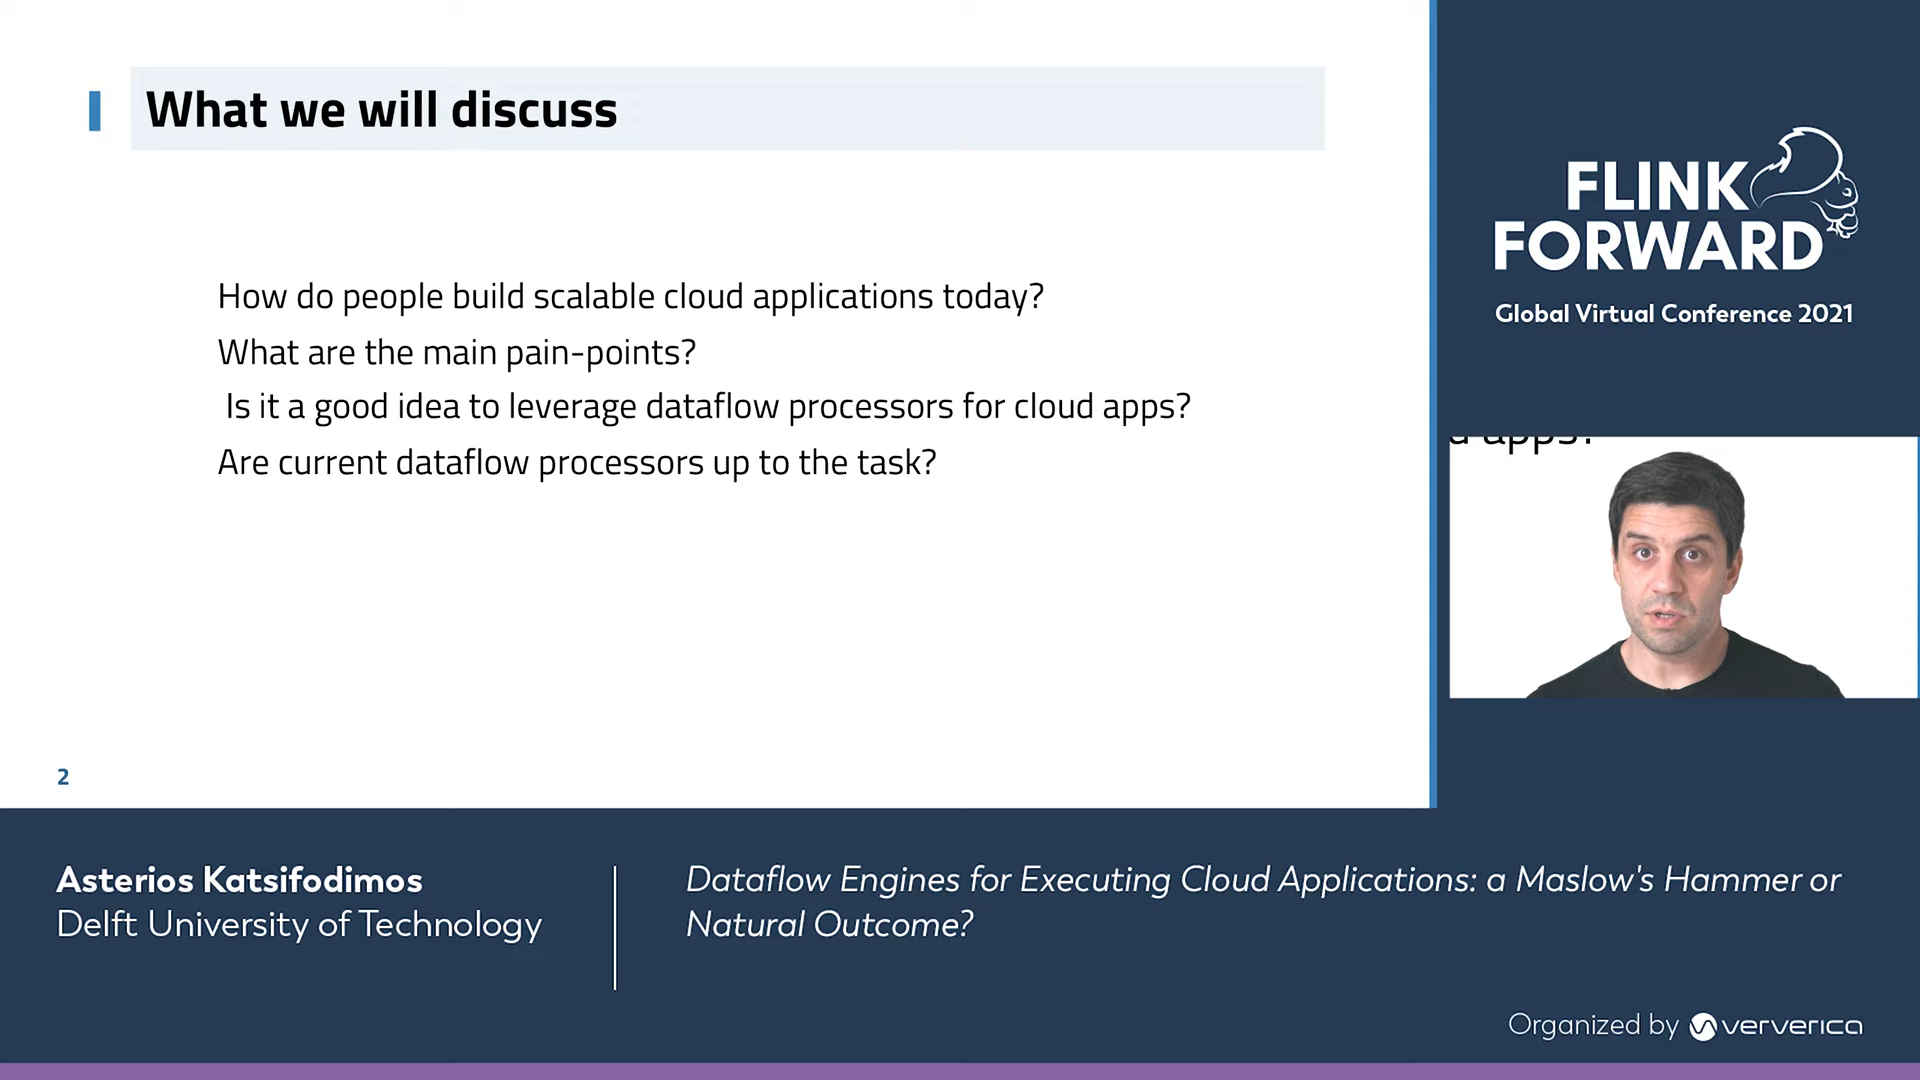 What we will discuss
How do people build scalable cloud applications today?
What are the main pain-points?
Is it a good idea to leverage dataflow processors for cloud apps?
Are current dataflow processors up to the task?
2
FLINK
FORWARD
Global Virtual Conference 2021
d apps?
Asterios Katsifodimos
Delft University of Technology
Dataflow Engines for Executing Cloud Applications: a Maslow's Hammer or
Natural Outcome?
Organized by ververica